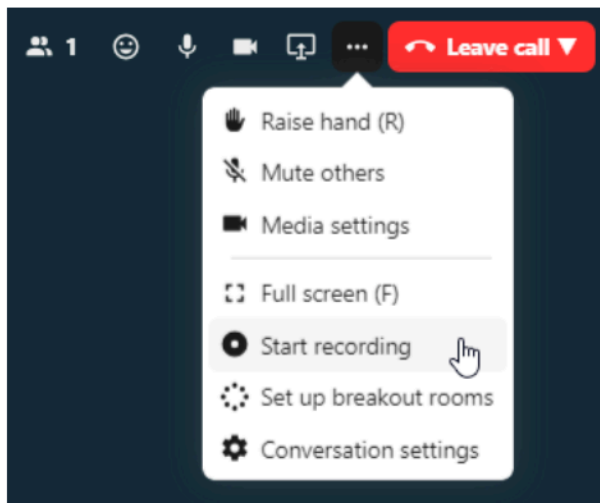 1
Leave call
Raise hand (R)
Mute others
Media settings
Full screen (F)
Start recording
Set up breakout rooms
Conversation settings